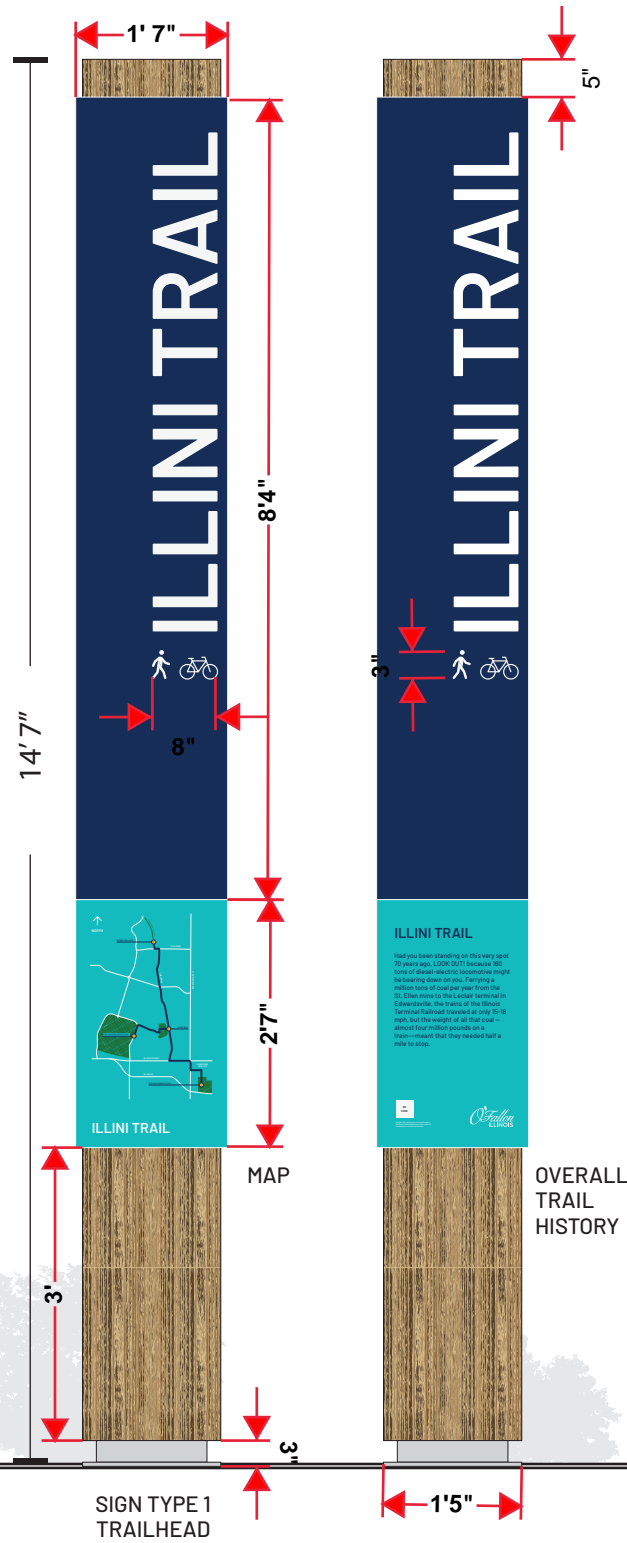 1' 7"
5"
ILLINI TRAIL
ILLINI TRAIL
8'4"
3"
8"
14' 7"
NORTH
ILLINI TRAIL
2'7"
ILLINI TRAIL
Had you been standing on this very spot
70 years ago, LOOK OUT! because 160
tons of diesel-electric locomotive might
be bearing down on you. Ferrying a
million tons of coal per year from the
St. Ellen mine to the Leclair terminal in
Edwardsville, the trains of the Illinois
Terminal Railroad traveled at only 15-18
mph, but the weight of all that coal—
almost four million pounds on a
train—meant that they needed half a
mile to stop.
O'Fallon
ILLINOIS
MAP
OVERALL
TRAIL
HISTORY
3'
3"
1'5"
SIGN TYPE 1
TRAILHEAD